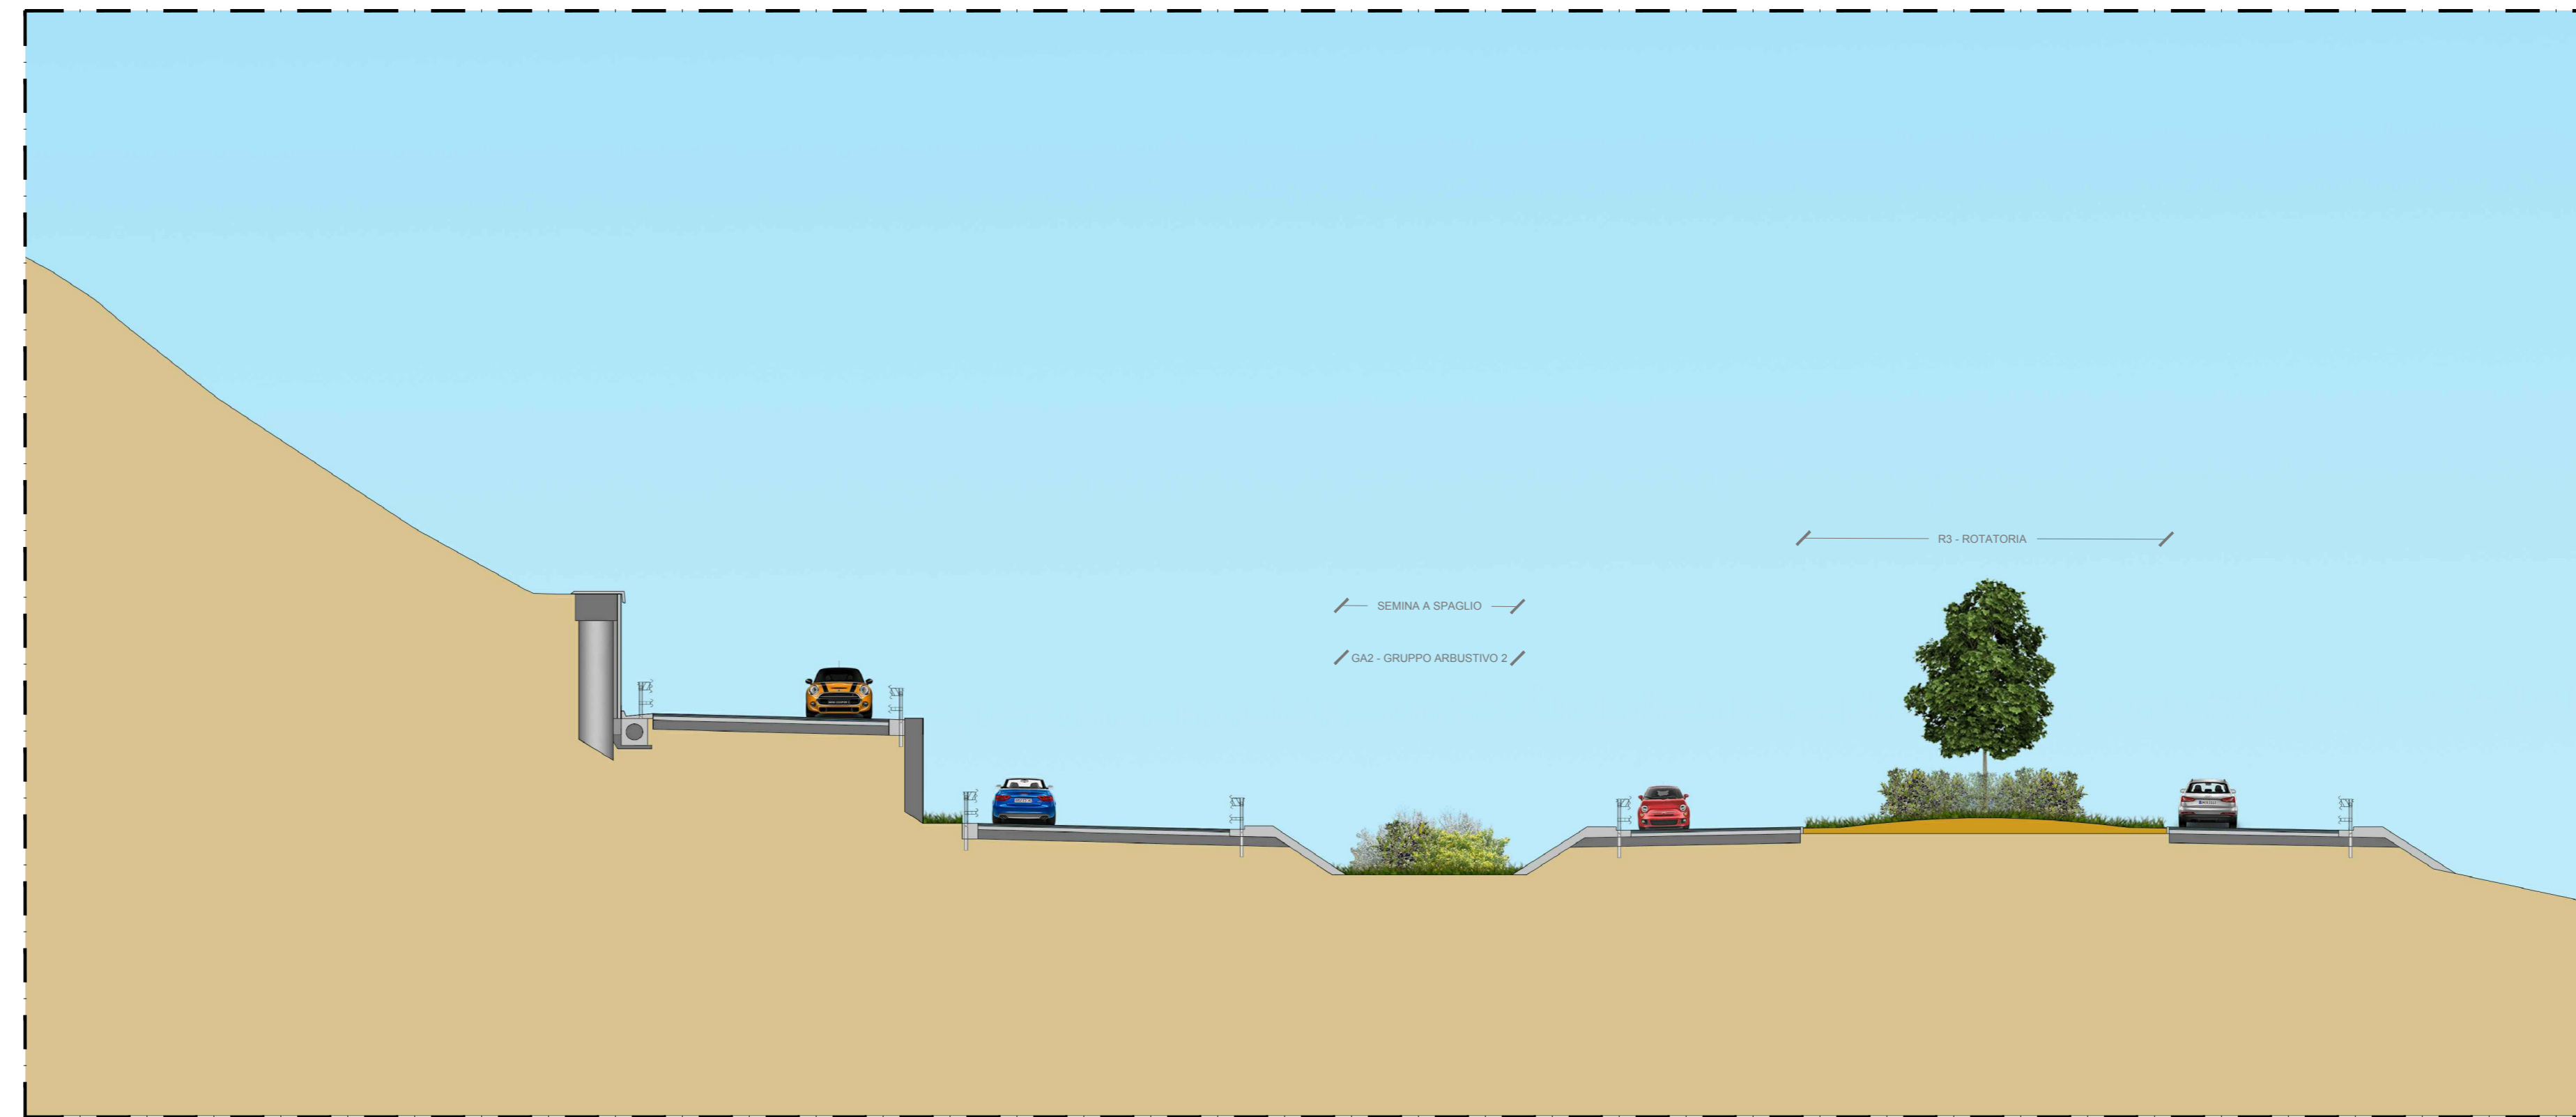 R3 - ROTATORIA
SEMINA A SPAGLIO
GA2 - GRUPPO ARBUSTIVO 2